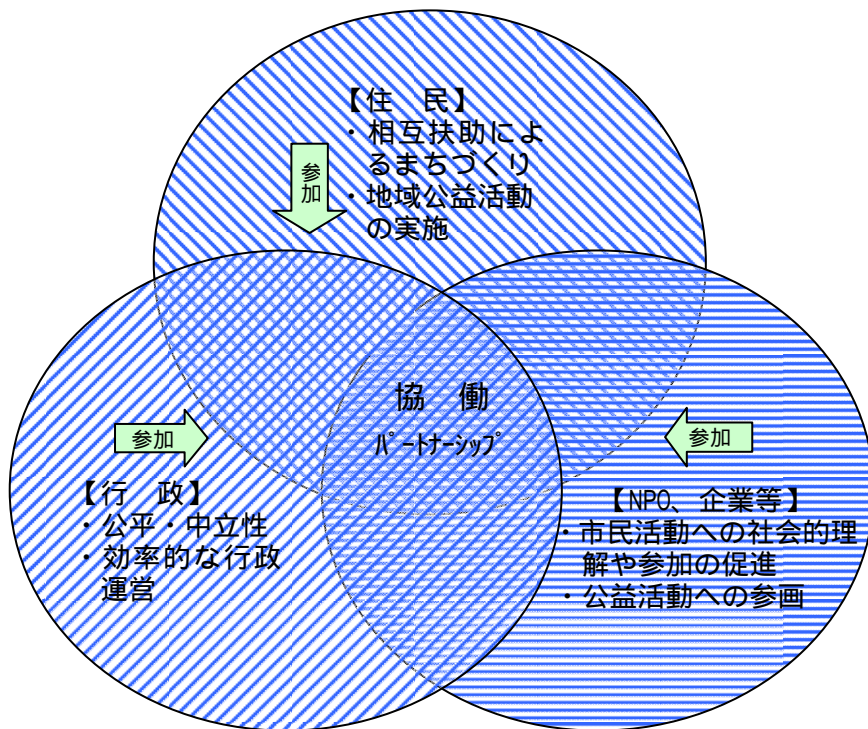 【住　民】
・相互扶助によ
るまちづくり
・地域公益活動
の実施
参加
協　働
ﾊﾟｰﾄﾅｰｼｯﾌﾟ
参加
【行　政】
・公平・中立性
・効率的な行政
運営
参加
【NPO、企業等】
・市民活動への社会的理
解や参加の促進
・公益活動への参画